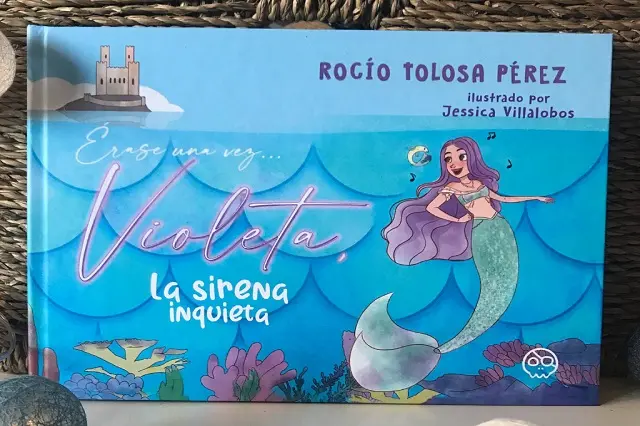 ROCÍO TOLOSA PÉREZ
ilustrado por
Jessica Villalobos
Érase una vez...
Violeta,
La sirena
inquieta